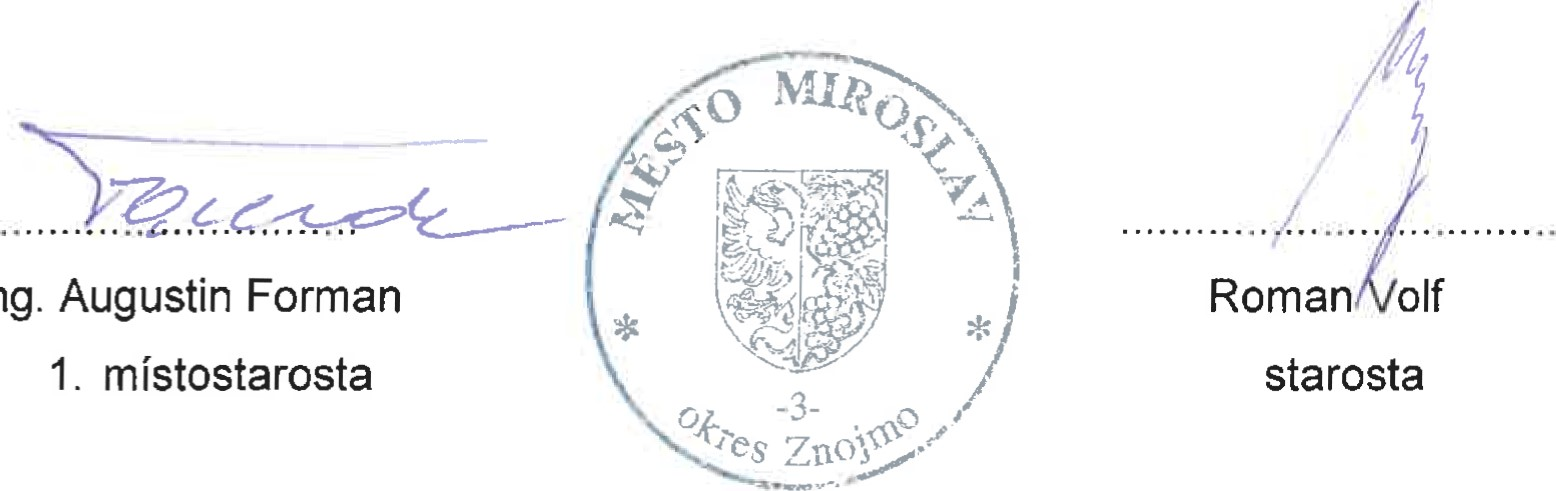 ng. Augustin Forman
1. místostarosta
MĚSTO MIROSLAV
* *
-3-
okres Znojmo
Roman Volf
starosta